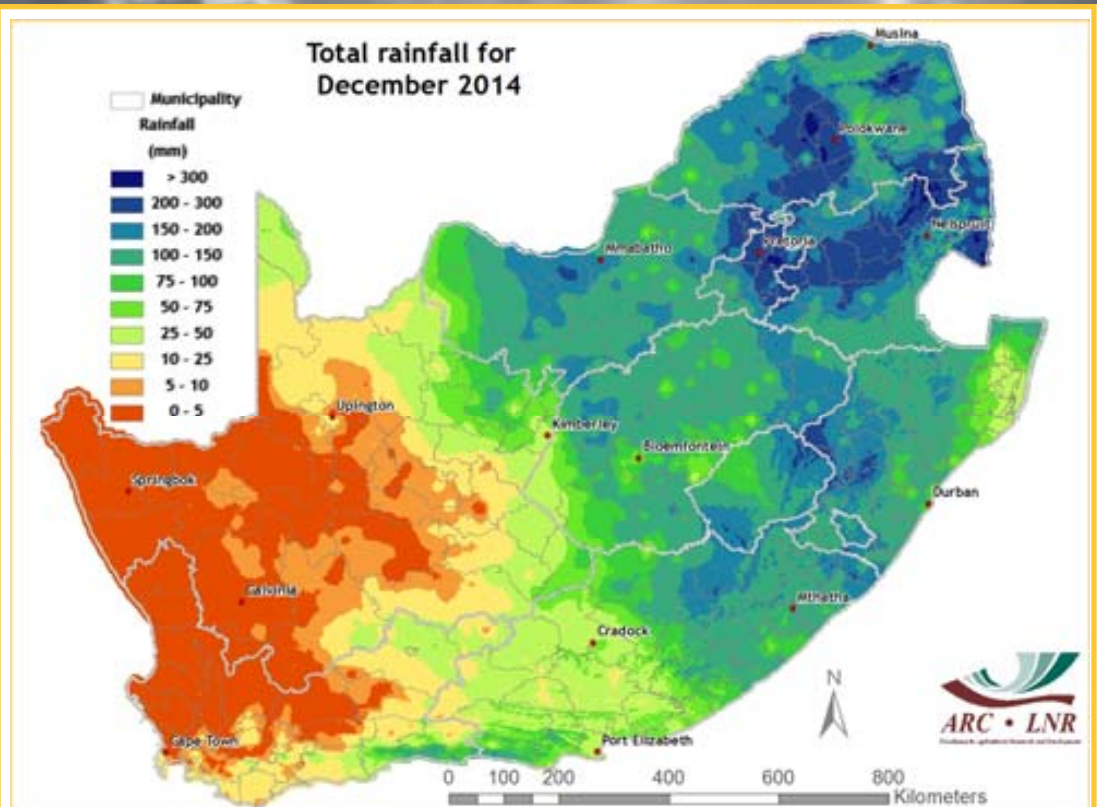 Total rainfall for
December 2014
Municipality
Rainfall
(mm)
> 300
200 - 300
150 - 200
100 - 150
75 - 100
50 - 75
25 - 50
10 - 25
5 - 10
0 - 5
Musina
Polokwane
Nelspruit
Pretoria
Mmabatho
Upington
Kimberley
Bloemfontein
Springbok
Durban
Calvinia
Mthatha
Cradock
Cape Town
Port Elizabeth
N
ARC • LNR
0 100 200 400 600 800
Kilometers